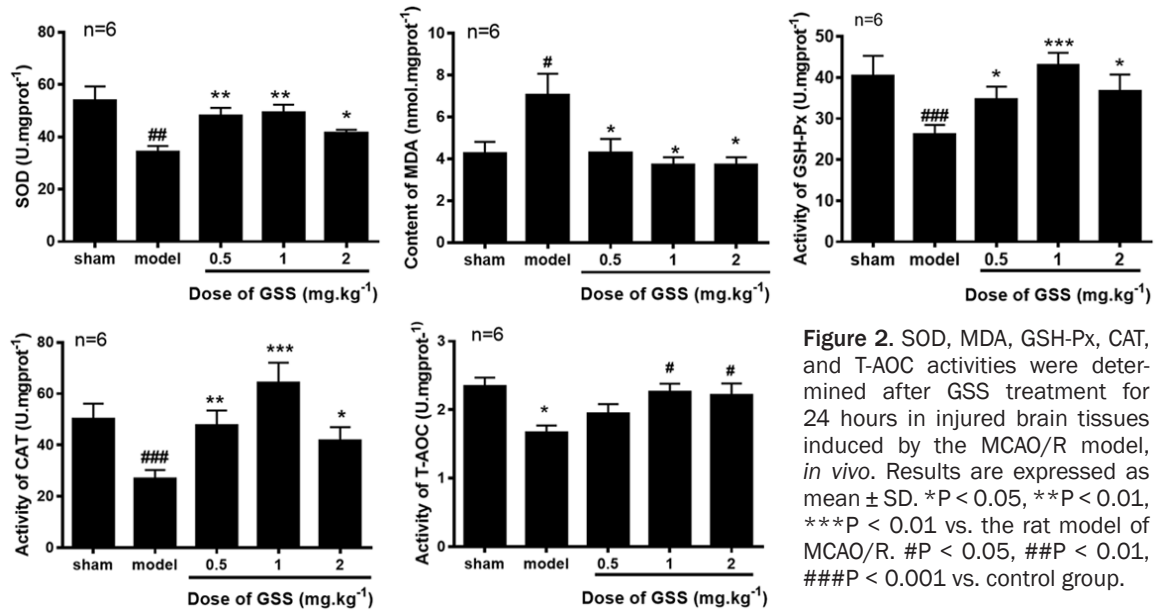 n=6
SOD (U.mgprot-1)
80
60
40
20
0
##
**
**
*
sham model 0.5 1 2
Dose of GSS (mg.kg-1)
n=6
Content of MDA (nmol.mgprot-1)
10
8
6
4
2
0
#
*
*
*
sham model 0.5 1 2
Dose of GSS (mg.kg-1)
n=6
Activity of GSH-Px (U.mgprot-1)
50
40
30
20
10
0
###
*
***
*
sham model 0.5 1 2
Dose of GSS (mg.kg-1)
n=6
Activity of CAT (U.mgprot-1)
80
60
40
20
0
###
**
***
*
sham model 0.5 1 2
Dose of GSS (mg.kg-1)
n=6
Activity of T-AOC (U.mgprot-1)
3
2
1
0
*
#
#
sham model 0.5 1 2
Dose of GSS (mg.kg-1)
Figure 2. SOD, MDA, GSH-Px, CAT,
and T-AOC activities were deter-
mined after GSS treatment for
24 hours in injured brain tissues
induced by the MCAO/R model,
in vivo. Results are expressed as
mean ± SD. *P < 0.05, **P < 0.01,
***P < 0.01 vs. the rat model of
MCAO/R. #P < 0.05, ##P < 0.01,
###P < 0.001 vs. control group.